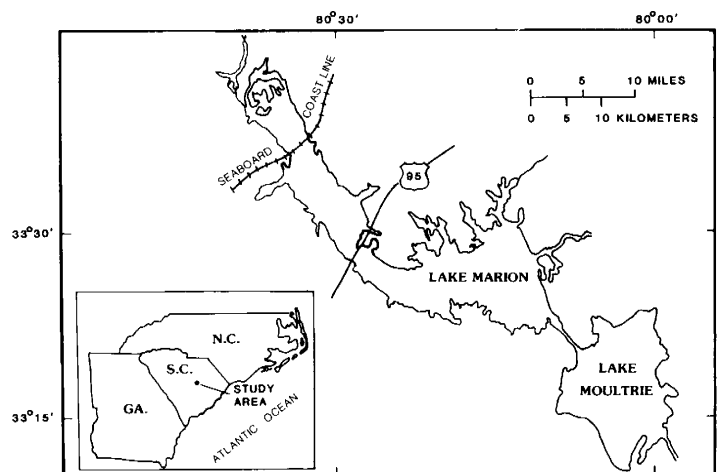 80°30′
80°00′
COAST LINE
SEABOARD
0 5 10 MILES
0 5 10 KILOMETERS
95
33°30′
LAKE MARION
N.C.
S.C.
STUDY
AREA
GA.
ATLANTIC OCEAN
LAKE
MOULTRIE
33°15′